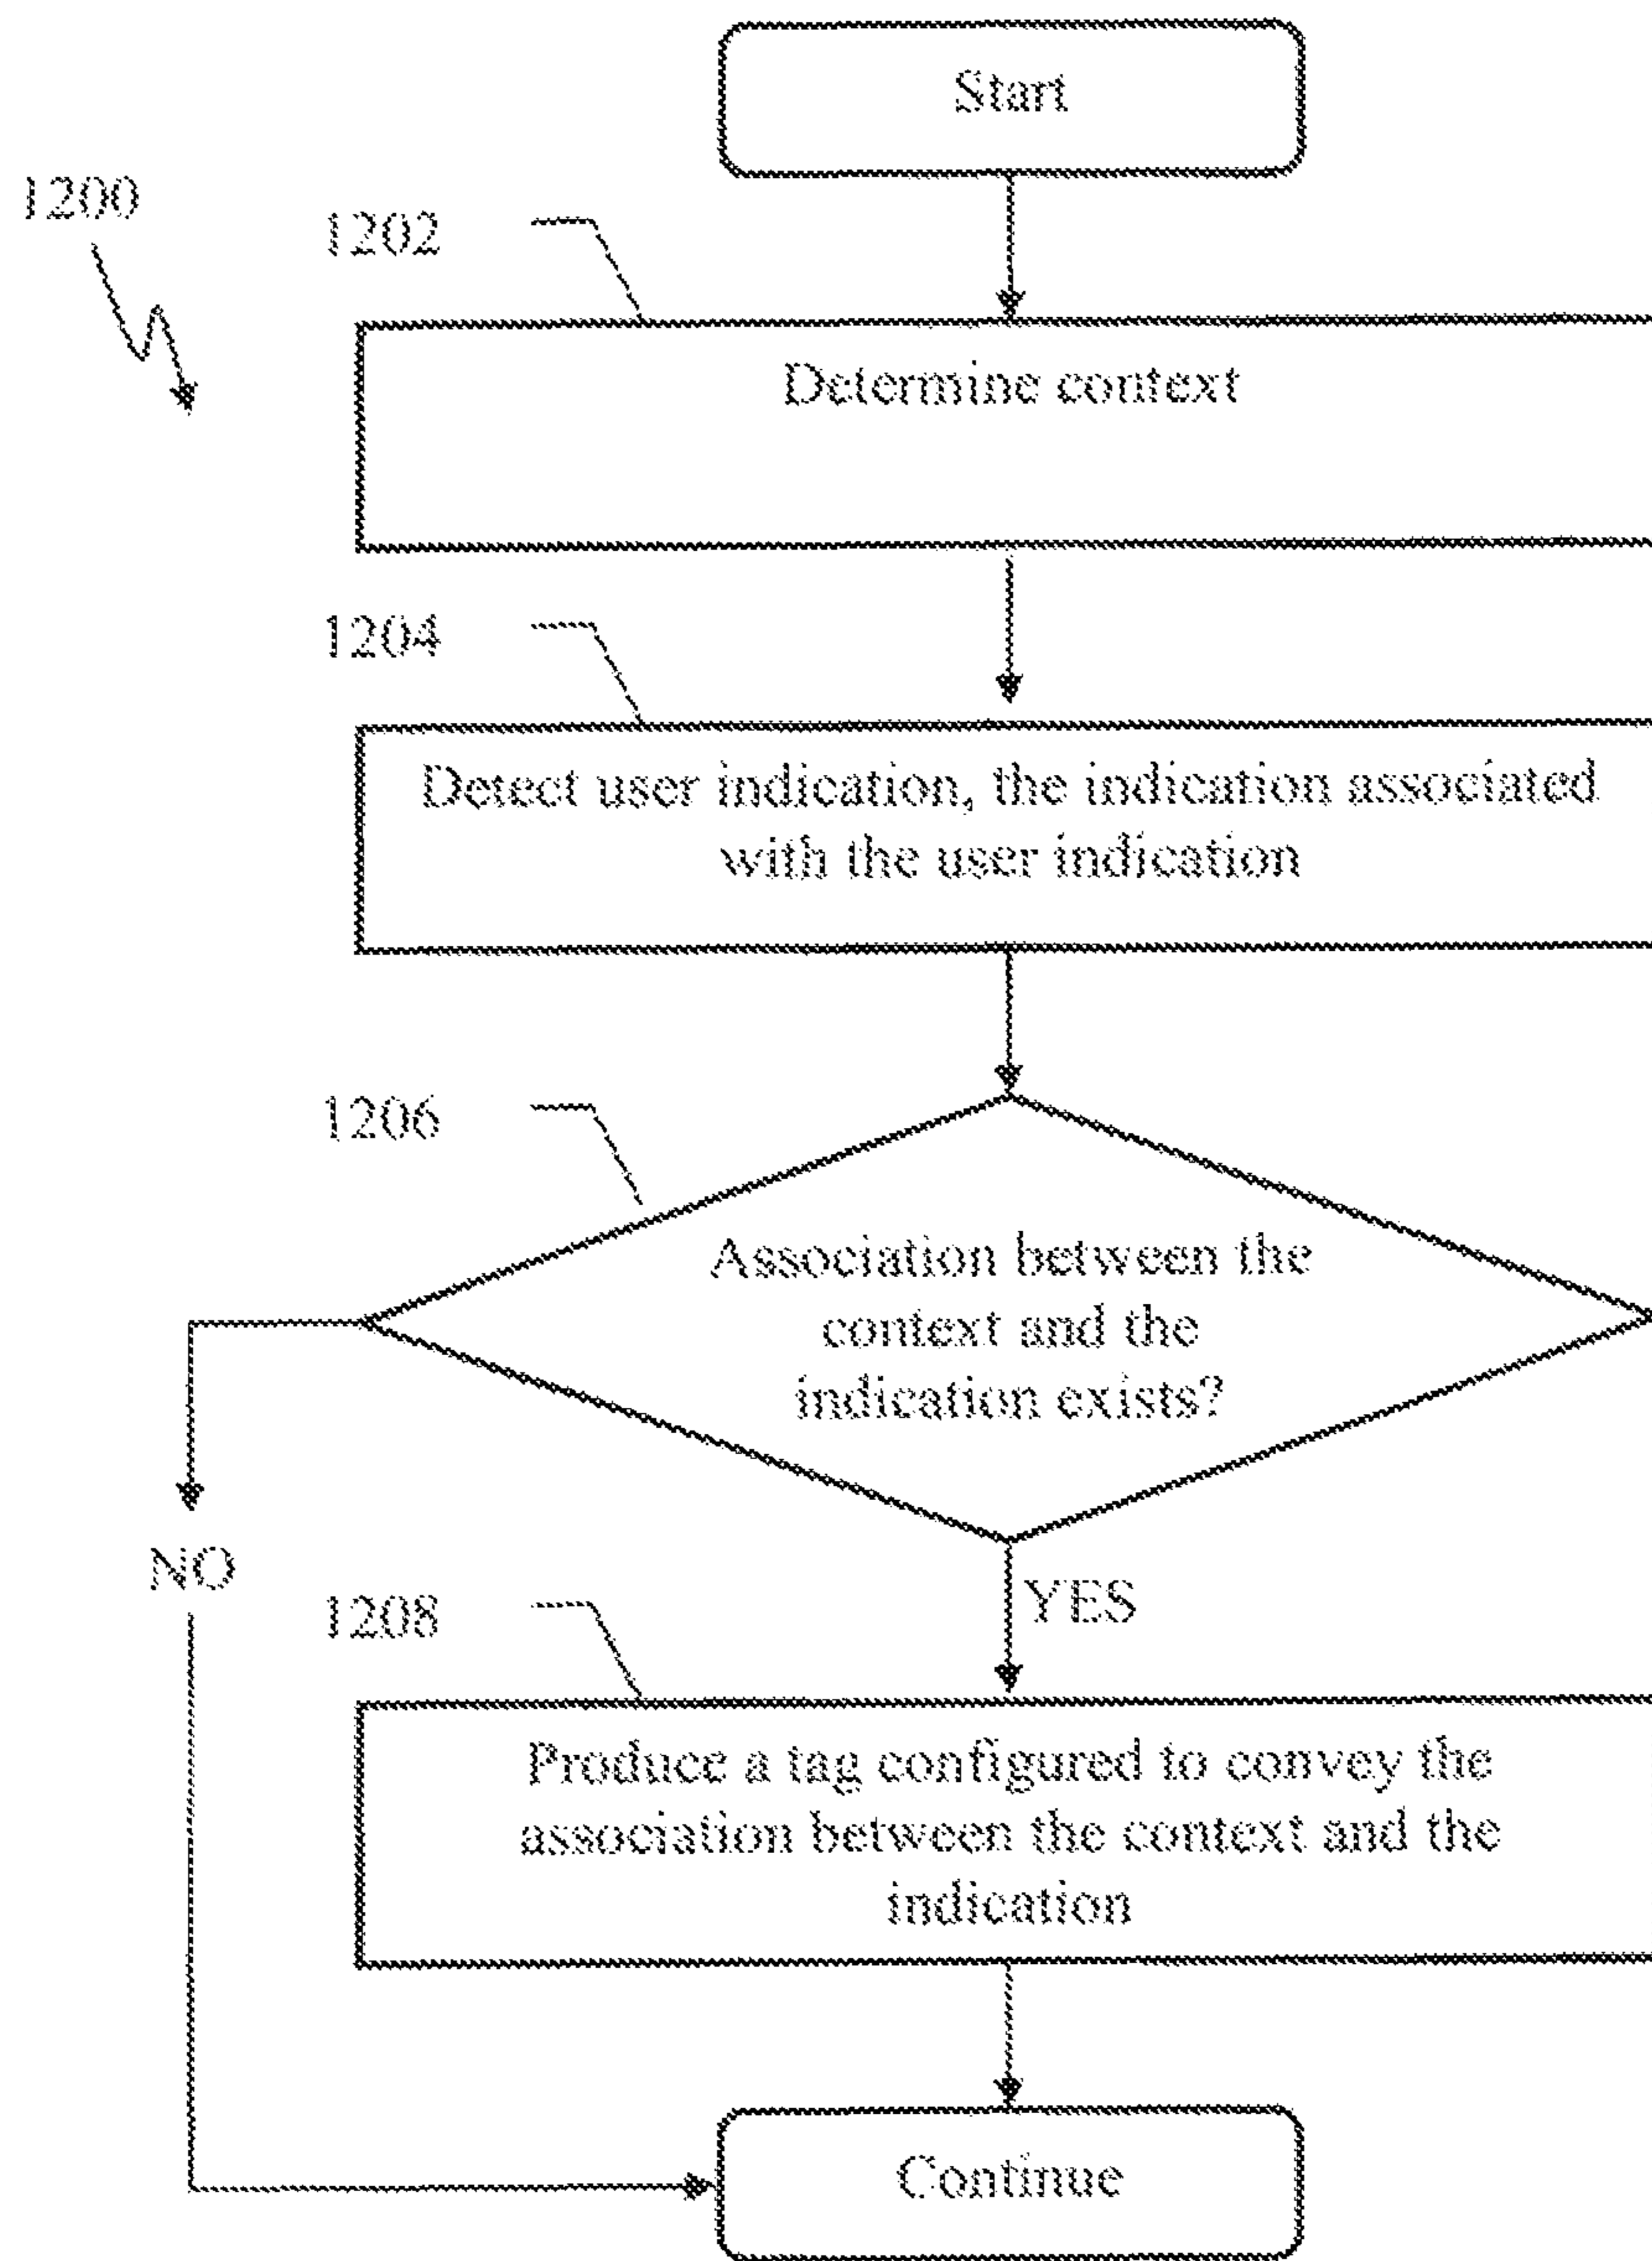 Start
1200
1202
Determine context
1204
Detect user indication, the indication associated
with the user indication
1206
Association between the
context and the
indication exists?
NO
YES
1208
Produce a tag configured to convey the
association between the context and the
indication
Continue